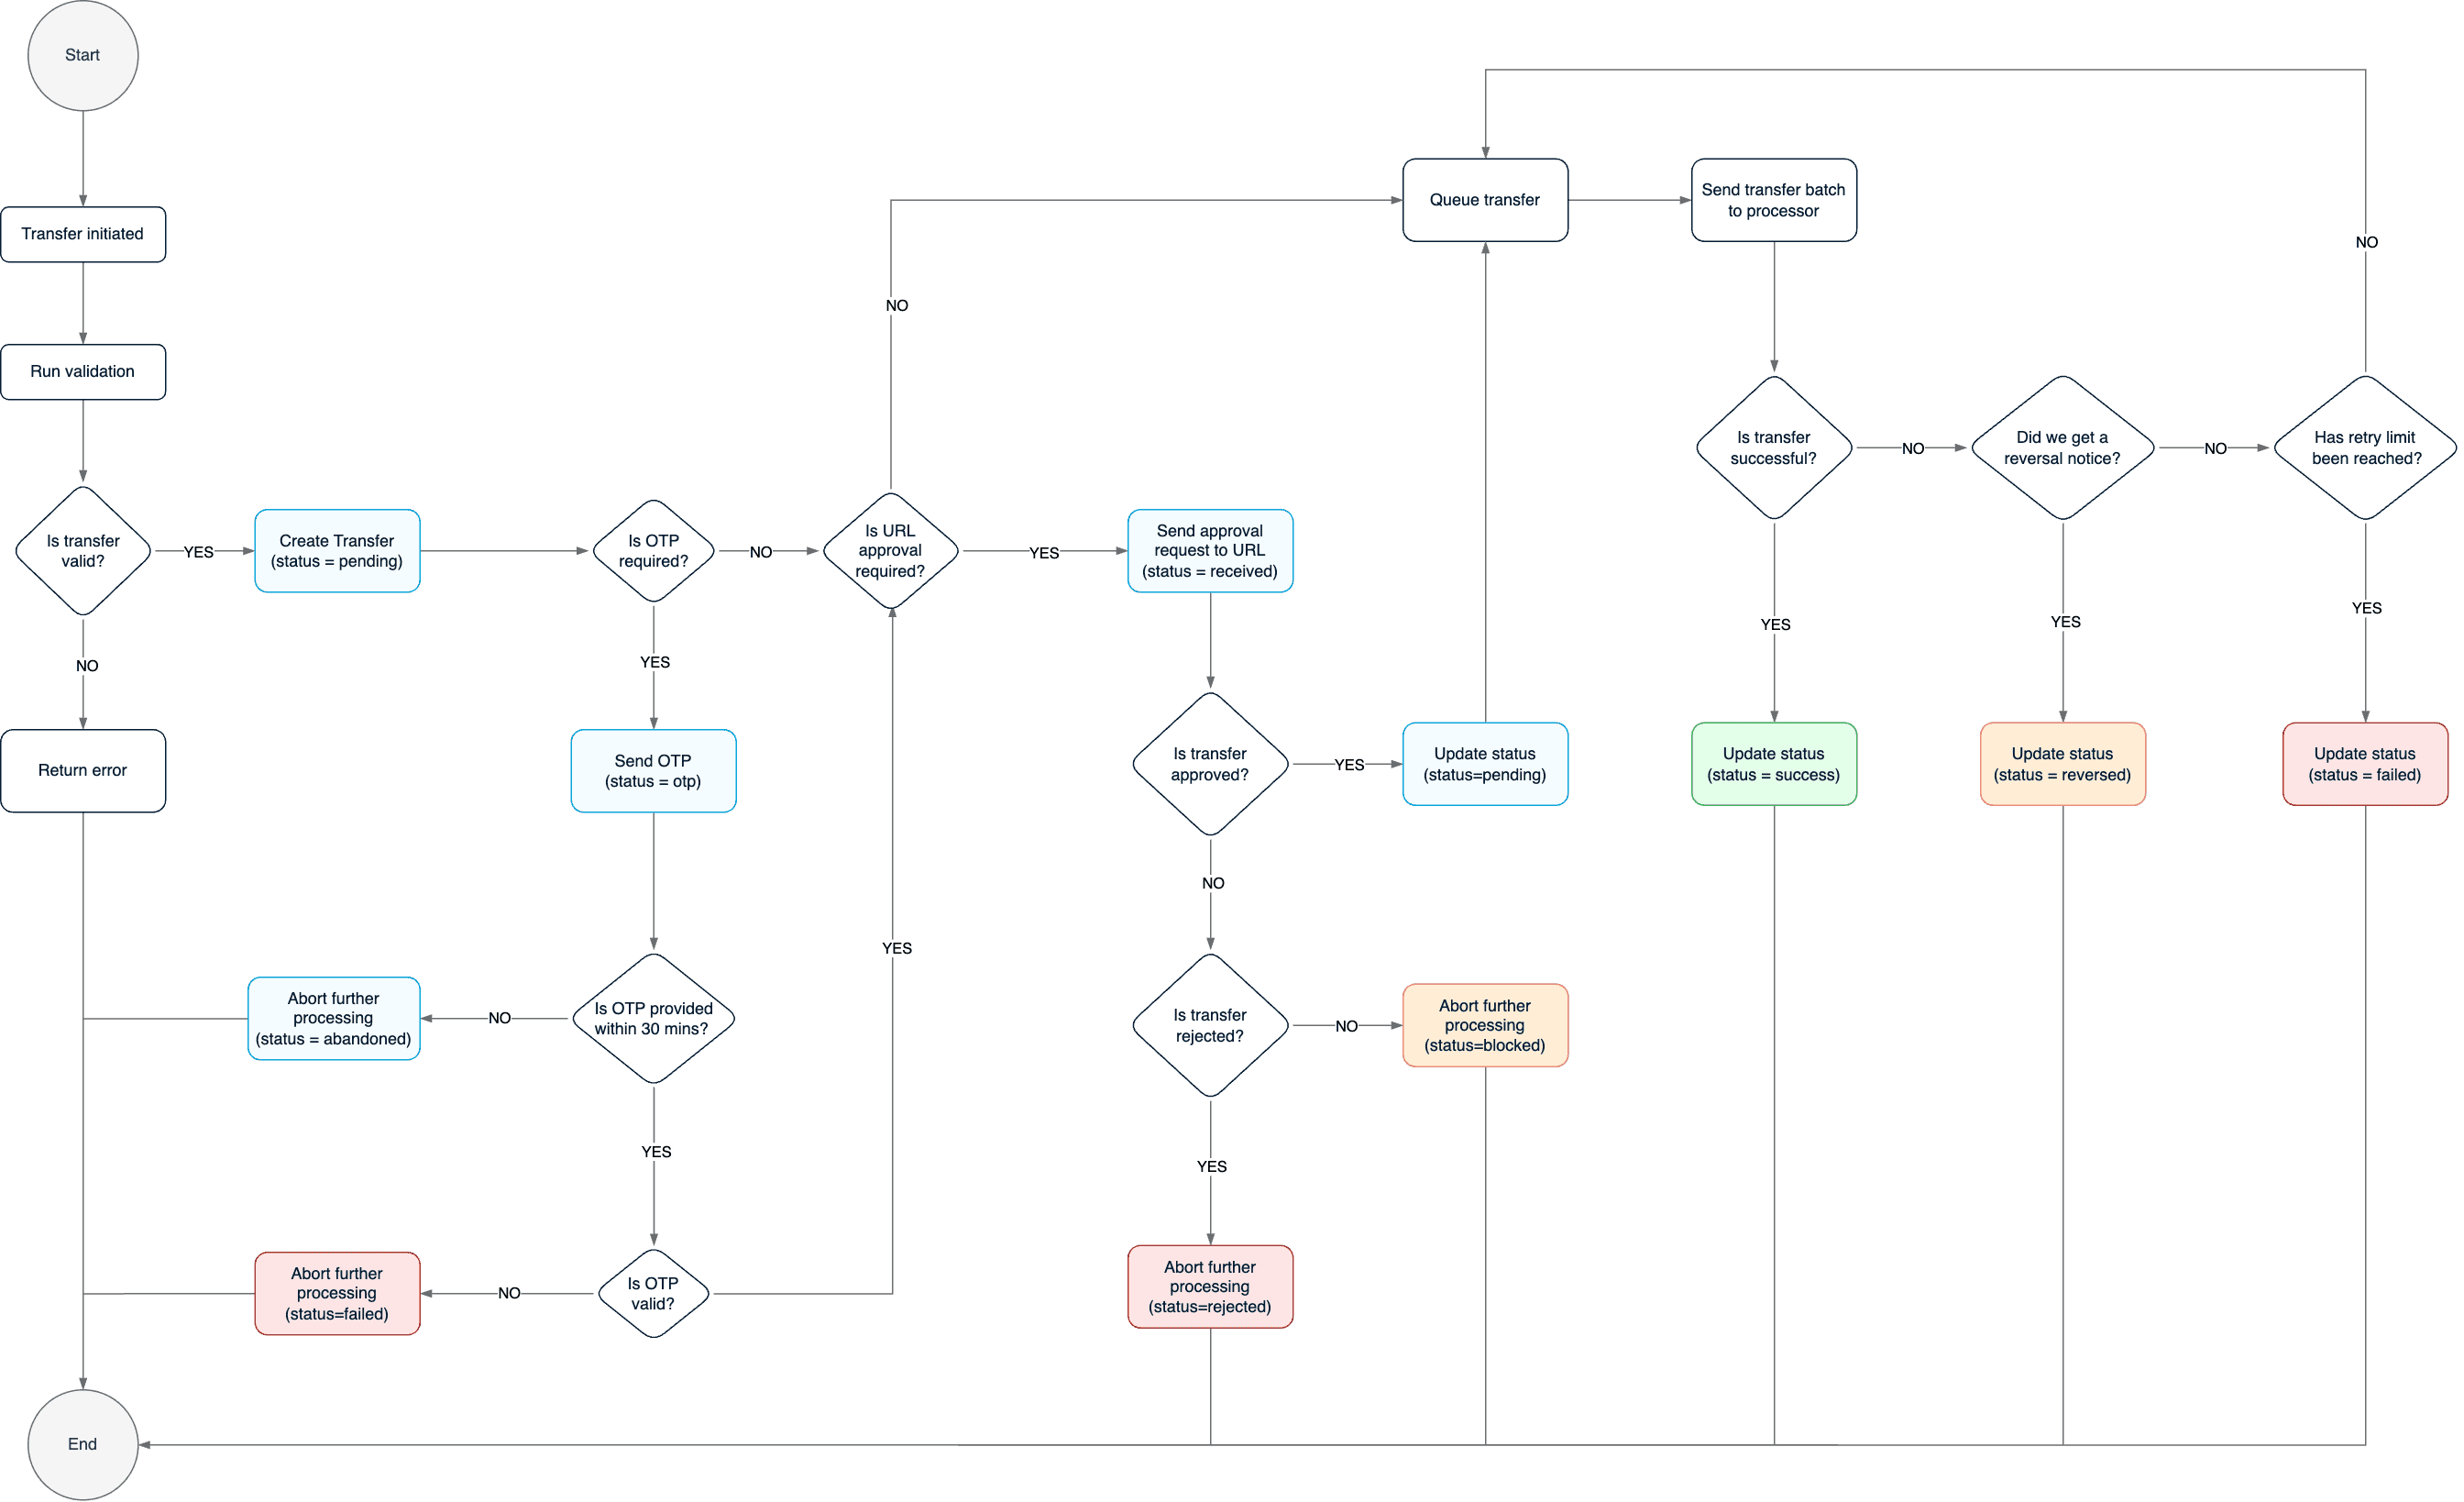 Start
Transfer initiated
Run validation
Is transfer
valid?
YES
Create Transfer
(status = pending)
NO
Return error
Is OTP
required?
NO
YES
Send OTP
(status = otp)
Is OTP provided
within 30 mins?
NO
Abort further
processing
(status = abandoned)
YES
Is OTP
valid?
NO
Abort further
processing
(status=failed)
YES
End
Is URL
approval
required?
NO
YES
Send approval
request to URL
(status = received)
Is transfer
approved?
YES
Update status
(status=pending)
NO
Is transfer
rejected?
NO
Abort further
processing
(status=blocked)
YES
Abort further
processing
(status=rejected)
Queue transfer
Send transfer batch
to processor
Is transfer
successful?
NO
YES
Update status
(status = success)
Did we get a
reversal notice?
NO
YES
Update status
(status = reversed)
Has retry limit
been reached?
NO
YES
Update status
(status = failed)